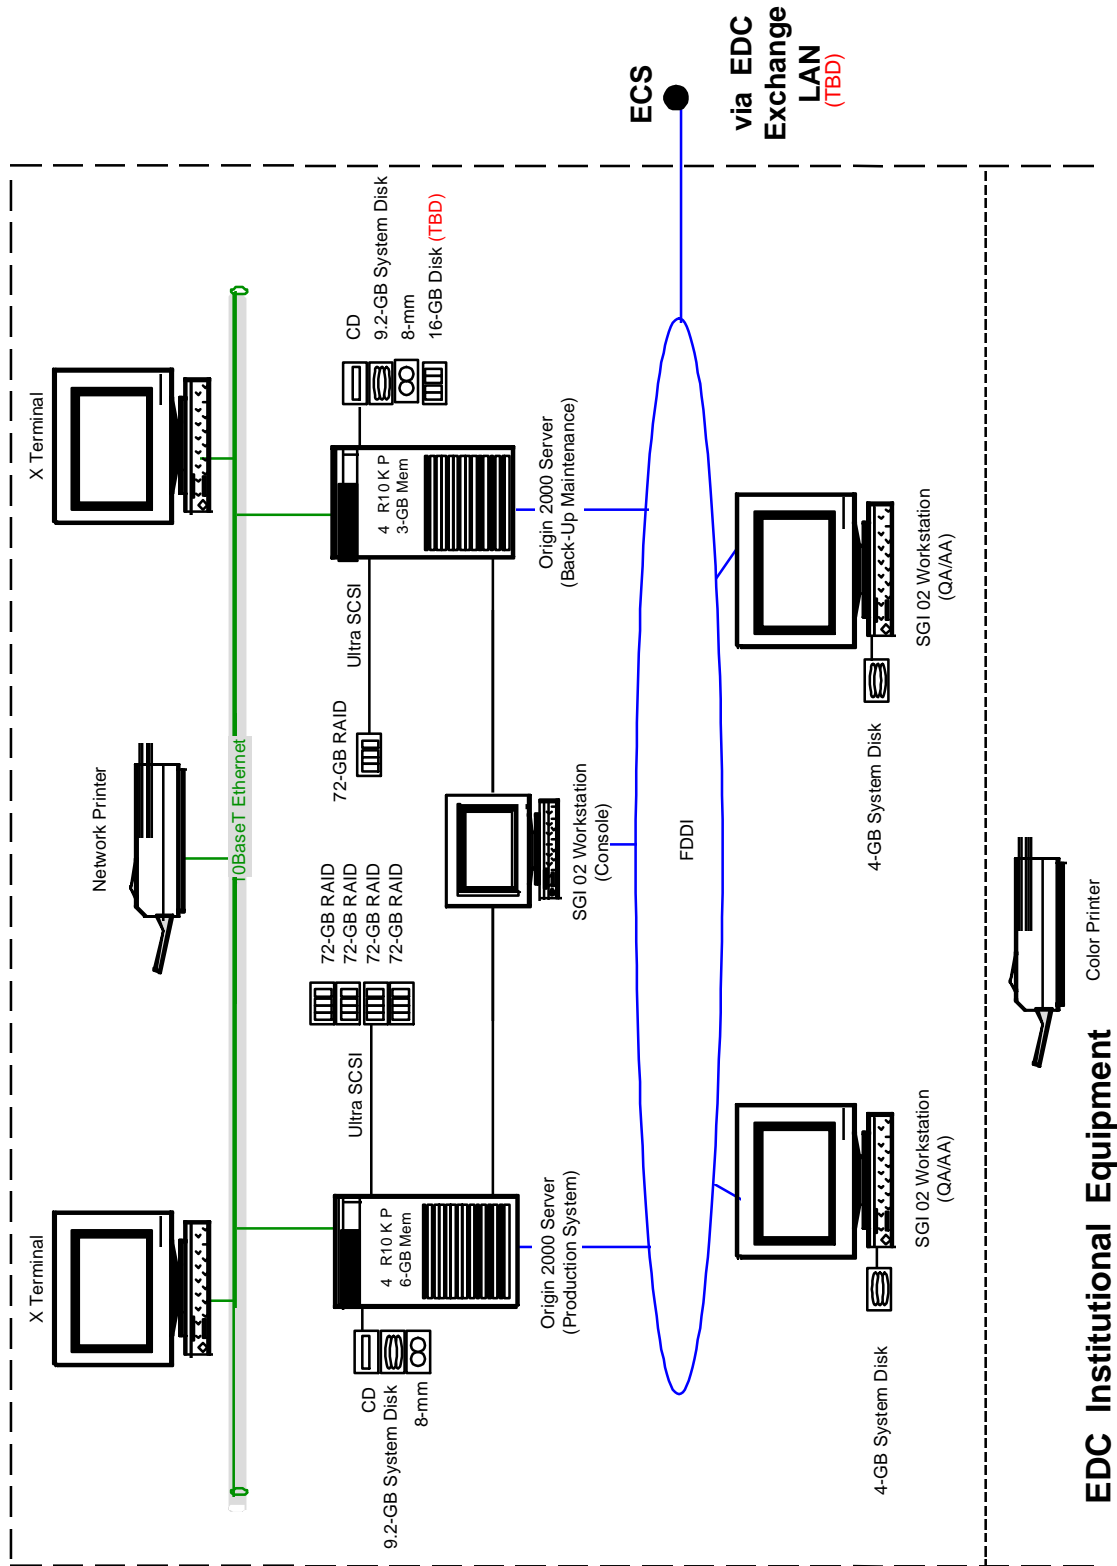 X Terminal
Network Printer
X Terminal
10BaseT Ethernet
CD
9.2-GB System Disk
8-mm
4 R10 K P
6-GB Mem
Origin 2000 Server
(Production System)
Ultra SCSI
72-GB RAID
72-GB RAID
72-GB RAID
72-GB RAID
SGI 02 Workstation
(Console)
72-GB RAID
Ultra SCSI
4 R10 K P
3-GB Mem
Origin 2000 Server
(Back-Up Maintenance)
CD
9.2-GB System Disk
8-mm
16-GB Disk (TBD)
FDDI
ECS
via EDC
Exchange
LAN
(TBD)
4-GB System Disk
SGI 02 Workstation
(QA/AA)
4-GB System Disk
SGI 02 Workstation
(QA/AA)
Color Printer
EDC Institutional Equipment